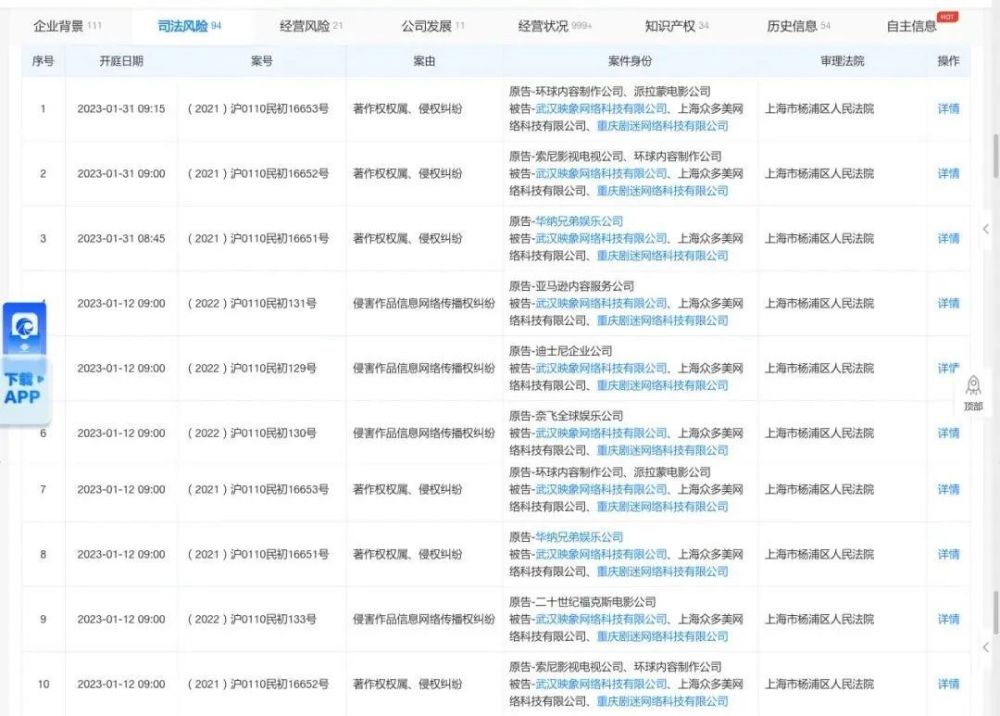 企业背景 111 司法风险 94 经营风险 21 公司发展 11 经营状况 999+ 知识产权 34 历史信息 54 自主信息 HOT
序号 开庭日期 案号 案由 案件身份 审理法院 操作
原告-环球内容制作公司、派拉蒙电影公司
1 2023-01-31 09:15 （2021）沪0110民初16653号 著作权权属、侵权纠纷 被告-武汉映象网络科技有限公司、上海众多美网 上海市杨浦区人民法院 详情
络科技有限公司、重庆剧迷网络科技有限公司
原告-索尼影视电视公司、环球内容制作公司
2 2023-01-31 09:00 （2021）沪0110民初16652号 著作权权属、侵权纠纷 被告-武汉映象网络科技有限公司、上海众多美网 上海市杨浦区人民法院 详情
络科技有限公司、重庆剧迷网络科技有限公司
原告-华纳兄弟娱乐公司
3 2023-01-31 08:45 （2021）沪0110民初16651号 著作权权属、侵权纠纷 被告-武汉映象网络科技有限公司、上海众多美网 上海市杨浦区人民法院 详情
络科技有限公司、重庆剧迷网络科技有限公司
原告-亚马逊内容服务公司
2023-01-12 09:00 （2022）沪0110民初131号 侵害作品信息网络传播权纠纷 被告-武汉映象网络科技有限公司、上海众多美网 上海市杨浦区人民法院 详情
络科技有限公司、重庆剧迷网络科技有限公司
原告-迪士尼企业公司
2023-01-12 09:00 （2022）沪0110民初129号 侵害作品信息网络传播权纠纷 被告-武汉映象网络科技有限公司、上海众多美网 上海市杨浦区人民法院 详情
络科技有限公司、重庆剧迷网络科技有限公司
下载
APP
顶部
原告-奈飞全球娱乐公司
6 2023-01-12 09:00 （2022）沪0110民初130号 侵害作品信息网络传播权纠纷 被告-武汉映象网络科技有限公司、上海众多美网 上海市杨浦区人民法院 详情
络科技有限公司、重庆剧迷网络科技有限公司
原告-环球内容制作公司、派拉蒙电影公司
7 2023-01-12 09:00 （2021）沪0110民初16653号 著作权权属、侵权纠纷 被告-武汉映象网络科技有限公司、上海众多美网 上海市杨浦区人民法院 详情
络科技有限公司、重庆剧迷网络科技有限公司
原告-华纳兄弟娱乐公司
8 2023-01-12 09:00 （2021）沪0110民初16651号 著作权权属、侵权纠纷 被告-武汉映象网络科技有限公司、上海众多美网 上海市杨浦区人民法院 详情
络科技有限公司、重庆剧迷网络科技有限公司
原告-二十世纪福克斯电影公司
9 2023-01-12 09:00 （2022）沪0110民初133号 侵害作品信息网络传播权纠纷 被告-武汉映象网络科技有限公司、上海众多美网 上海市杨浦区人民法院 详情
络科技有限公司、重庆剧迷网络科技有限公司
原告-索尼影视电视公司、环球内容制作公司
10 2023-01-12 09:00 （2021）沪0110民初16652号 著作权权属、侵权纠纷 被告-武汉映象网络科技有限公司、上海众多美网 上海市杨浦区人民法院 详情
络科技有限公司、重庆剧迷网络科技有限公司